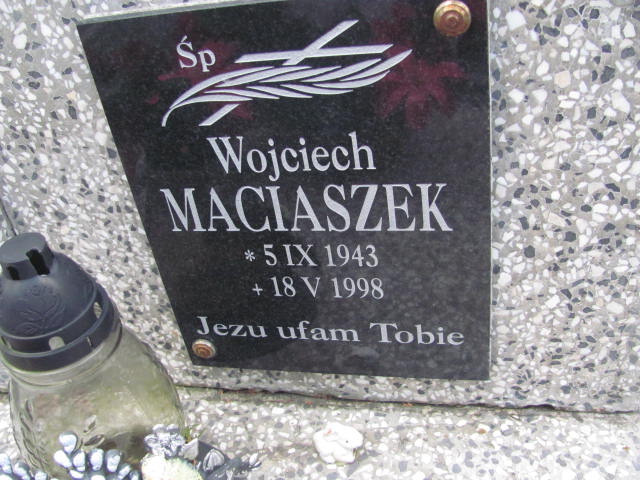 Śp
Wojciech
MACIASZEK
* 5 IX 1943
+ 18 V 1998
Jezu ufam Tobie